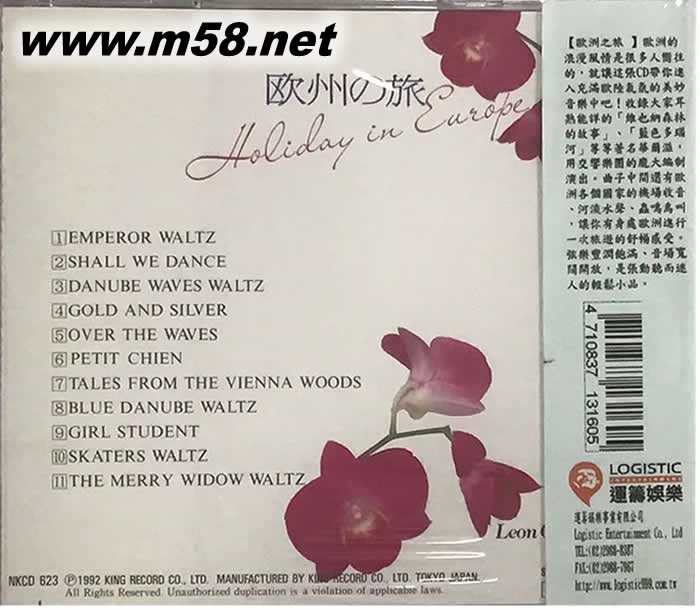 www.m58.net
欧州の旅
Holiday in Europe
1 EMPEROR WALTZ
2 SHALL WE DANCE
3 DANUBE WAVES WALTZ
4 GOLD AND SILVER
5 OVER THE WAVES
6 PETIT CHIEN
7 TALES FROM THE VIENNA WOODS
8 BLUE DANUBE WALTZ
9 GIRL STUDENT
10 SKATERS WALTZ
11 THE MERRY WIDOW WALTZ
Leon
NKCD 623 Ⓟ1992 KING RECORD CO., LTD. MANUFACTURED BY KING RECORD CO., LTD. TOKYO JAPAN.
All Rights Reserved. Unauthorized duplication is a violation of applicable laws.
【歐洲之旅】歐洲的
浪漫風情是很多人嚮往
的，就讓這張CD帶你進
入充滿歐陸氣氛的美妙
音樂中吧！收錄大家耳
熟能詳的「維也納森林
的故事」、「藍色多瑙
河」等等著名華爾滋，
用交響樂團的龐大編制
演出。曲子中間還有歐
洲各個國家的機場收音
、河流水聲、蟲鳴鳥叫
，讓你有身處歐洲進行
一次旅遊的舒暢感受。
弦樂豐潤飽滿、音場寬
闊開放，是張動聽而迷
人的輕鬆小品。
4 710837 131605
LOGISTIC
ENTERTAINMENT
運籌娛樂
運籌娛樂事業有限公司
Logistic Entertainment Co., Ltd
TEL:(02)2988-8387
FAX:(02)2988-7667
http://www.logistic899.com.tw